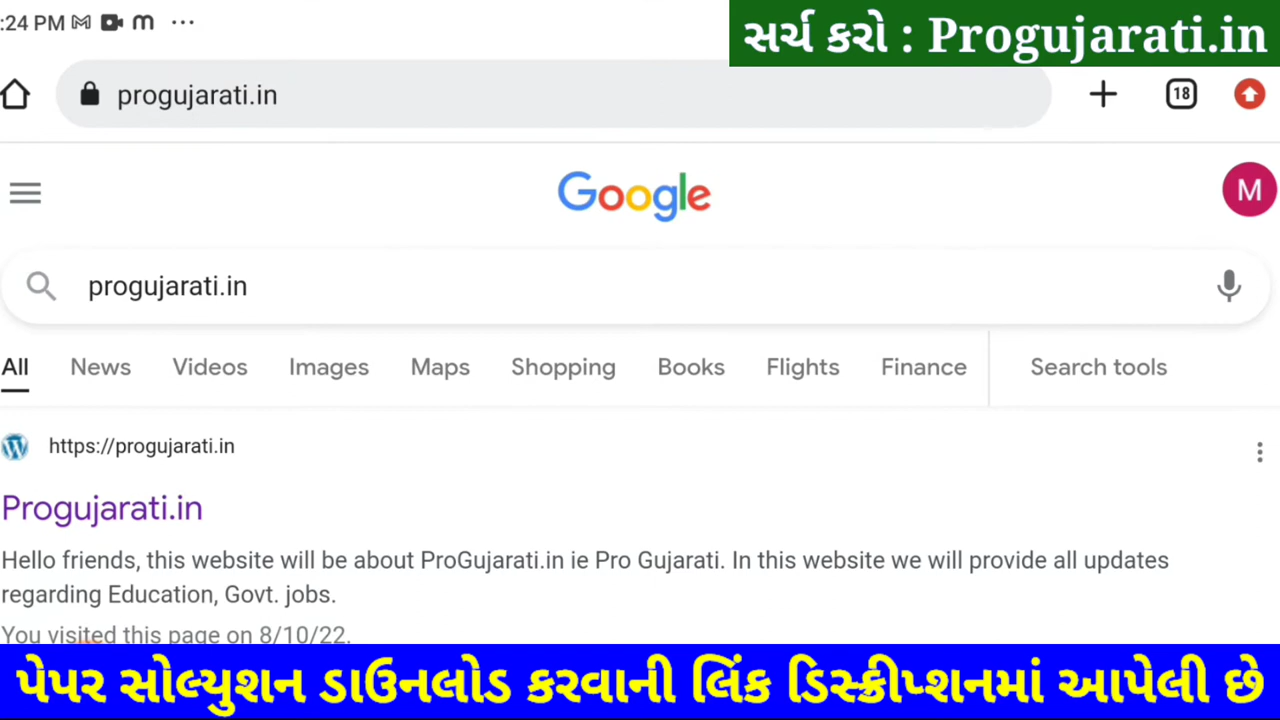 :24 PM
સર્ચ કરો : Progujarati.in
progujarati.in
18
Google
M
progujarati.in
All News Videos Images Maps Shopping Books Flights Finance Search tools
https://progujarati.in
Progujarati.in
Hello friends, this website will be about ProGujarati.in ie Pro Gujarati. In this website we will provide all updates
regarding Education, Govt. jobs.
You visited this page on 8/10/22.
પેપર સોલ્યુશન ડાઉનલોડ કરવાની લિંક ડિસ્ક્રીપ્શનમાં આપેલી છે